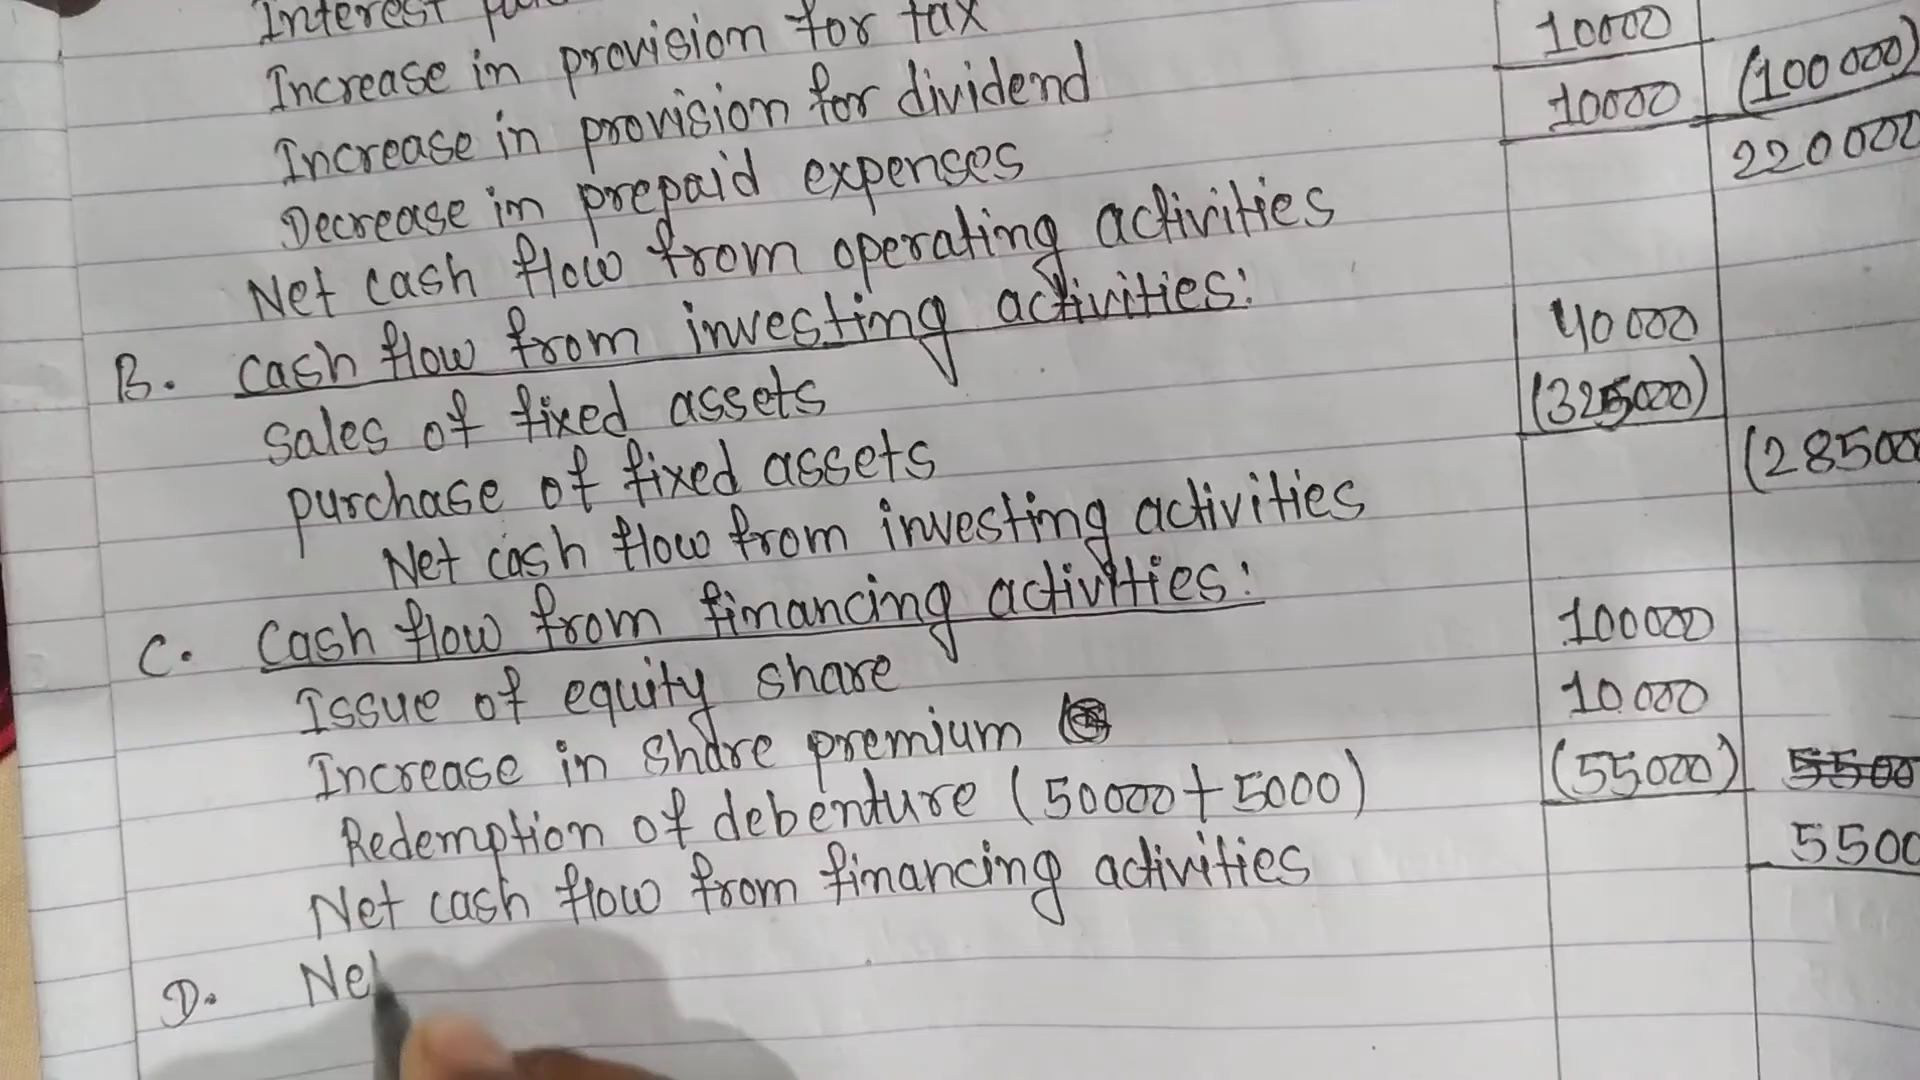 Interest
Increase in provision for tax 10000
Increase in provision for dividend 10000 (100000)
Decrease in prepaid expenses 220000
Net cash flow from operating activities
B. Cash flow from investing activities:
Sales of fixed assets 40000
purchase of fixed assets (325000)
Net cash flow from investing activities (28500
C. Cash flow from financing activities:
Issue of equity share 100000
Increase in share premium 10000
Redemption of debenture (50000+5000) (55000) 5500
Net cash flow from financing activities 5500
D. Net